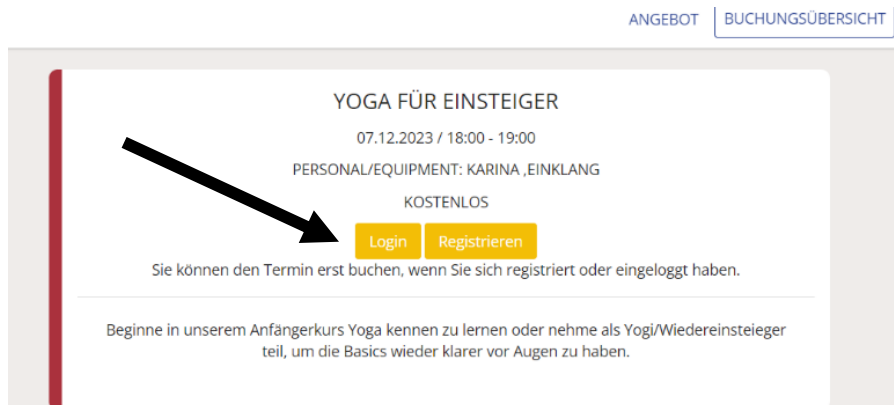 ANGEBOT BUCHUNGSÜBERSICHT
YOGA FÜR EINSTEIGER
07.12.2023 / 18:00 - 19:00
PERSONAL/EQUIPMENT: KARINA ,EINKLANG
KOSTENLOS
Login Registrieren
Sie können den Termin erst buchen, wenn Sie sich registriert oder eingeloggt haben.
Beginne in unserem Anfängerkurs Yoga kennen zu lernen oder nehme als Yogi/Wiedereinsteieger
teil, um die Basics wieder klarer vor Augen zu haben.